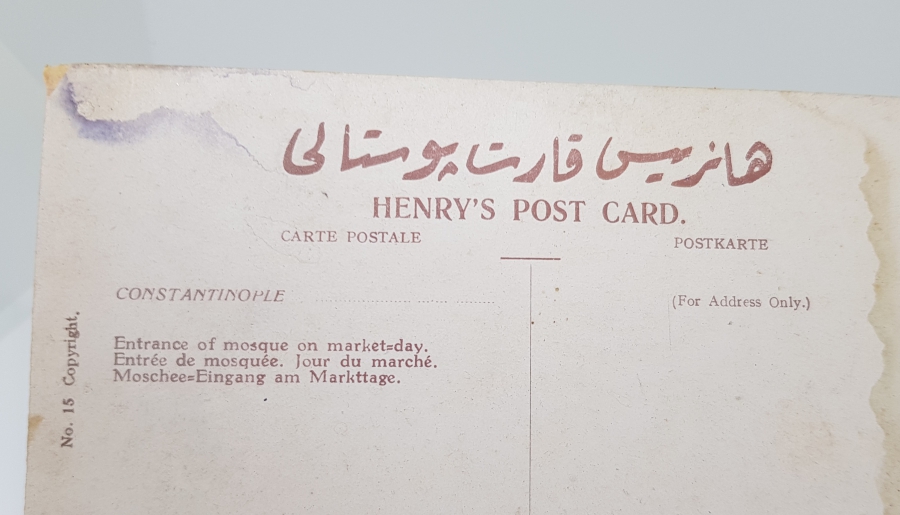 هانريس قارت پوستالى
HENRY'S POST CARD.
CARTE POSTALE
POSTKARTE
CONSTANTINOPLE
(For Address Only.)
Entrance of mosque on market=day.
Entrée de mosquée. Jour du marché.
Moschee=Eingang am Markttage.
No. 15 Copyright.